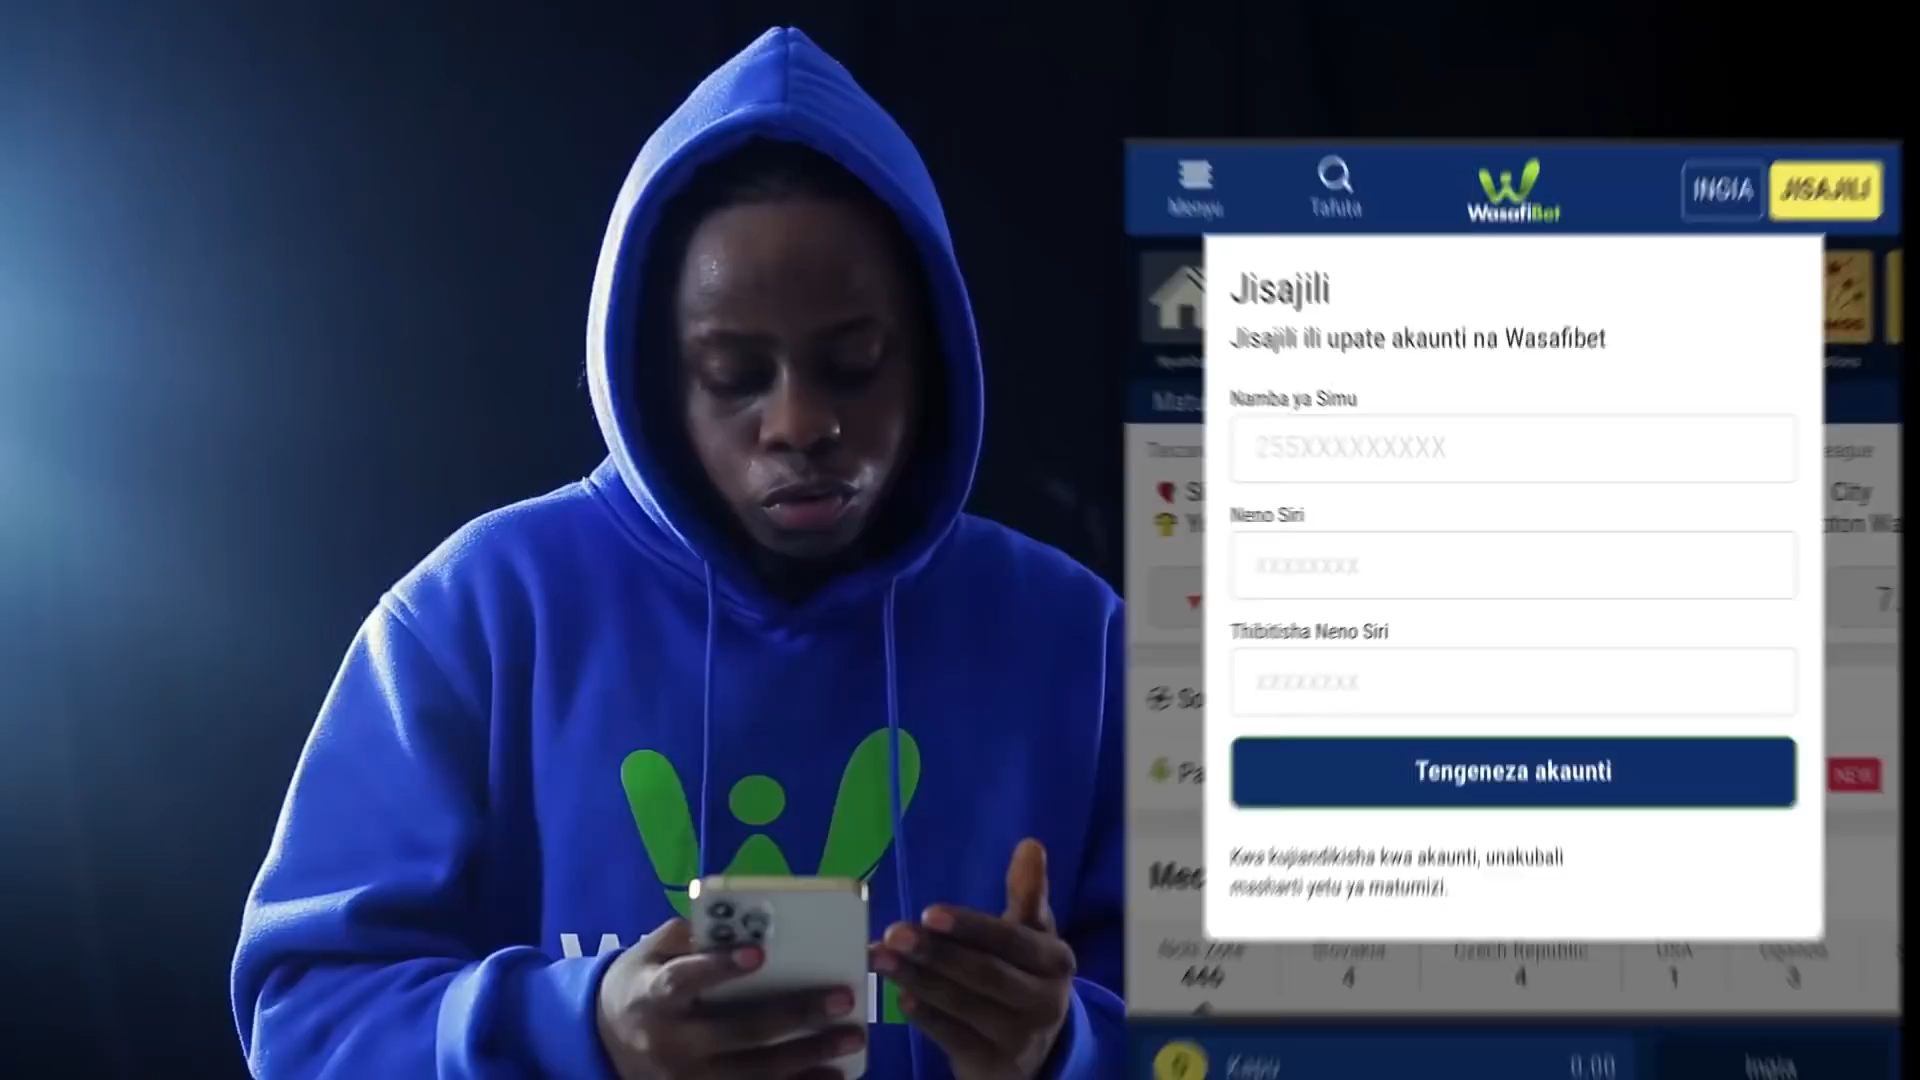 Menyu
Tafuta
WasafiBet
INGIA
JISAJILI
Jisajili
Jisajili ili upate akaunti na Wasafibet
Namba ya Simu
255XXXXXXXXX
Neno Siri
xxxxxxxx
Thibitisha Neno Siri
xxxxxxxx
Tengeneza akaunti
Kwa kujiandikisha kwa akaunti, unakubali
masharti yetu ya matumizi.
City
NEW
Slovakia
Czech Republic
USA
4
4
1
3
0.00
Ingia